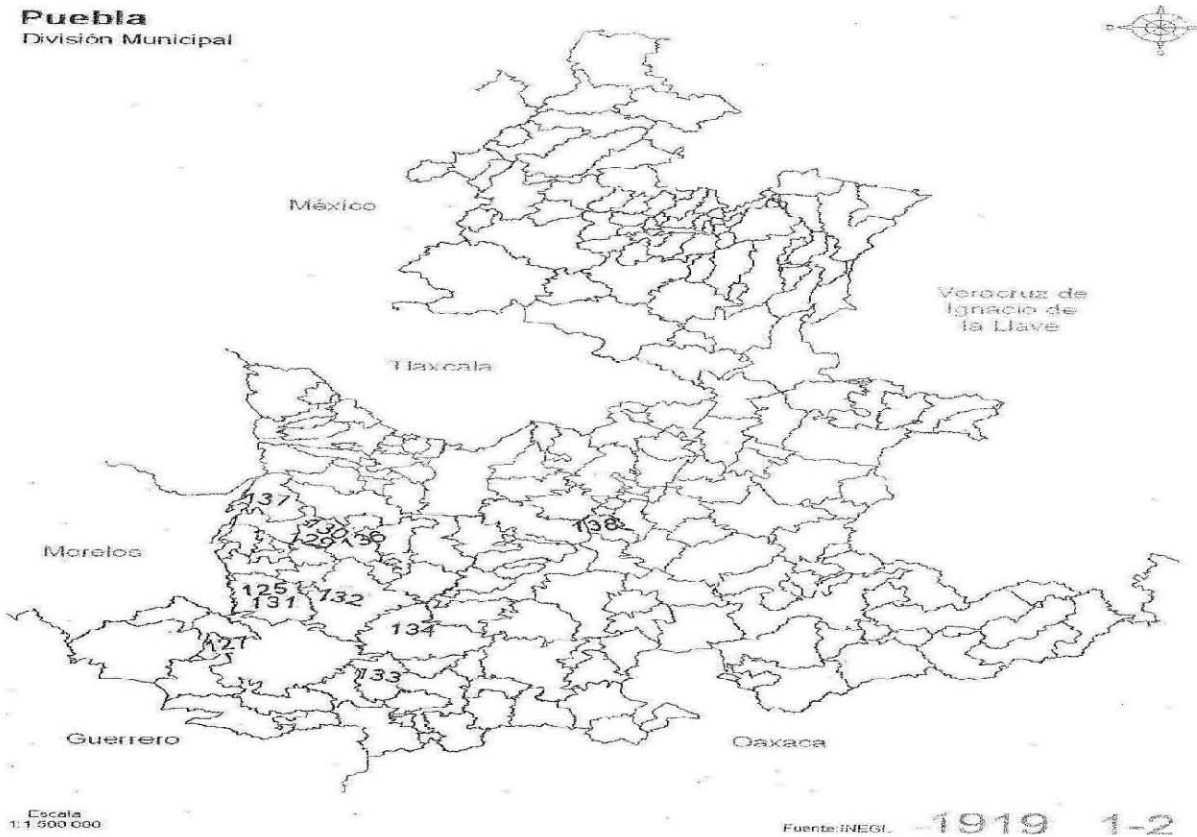 Puebla
División Municipal
México
Veracruz de
Ignacio de
la Llave
Tlaxcala
137
138
130
129
Morelos
125
132
131
134
127
133
Guerrero
Oaxaca
Escala
1:1 500 000
Fuente:INEGI.
1919 1-2